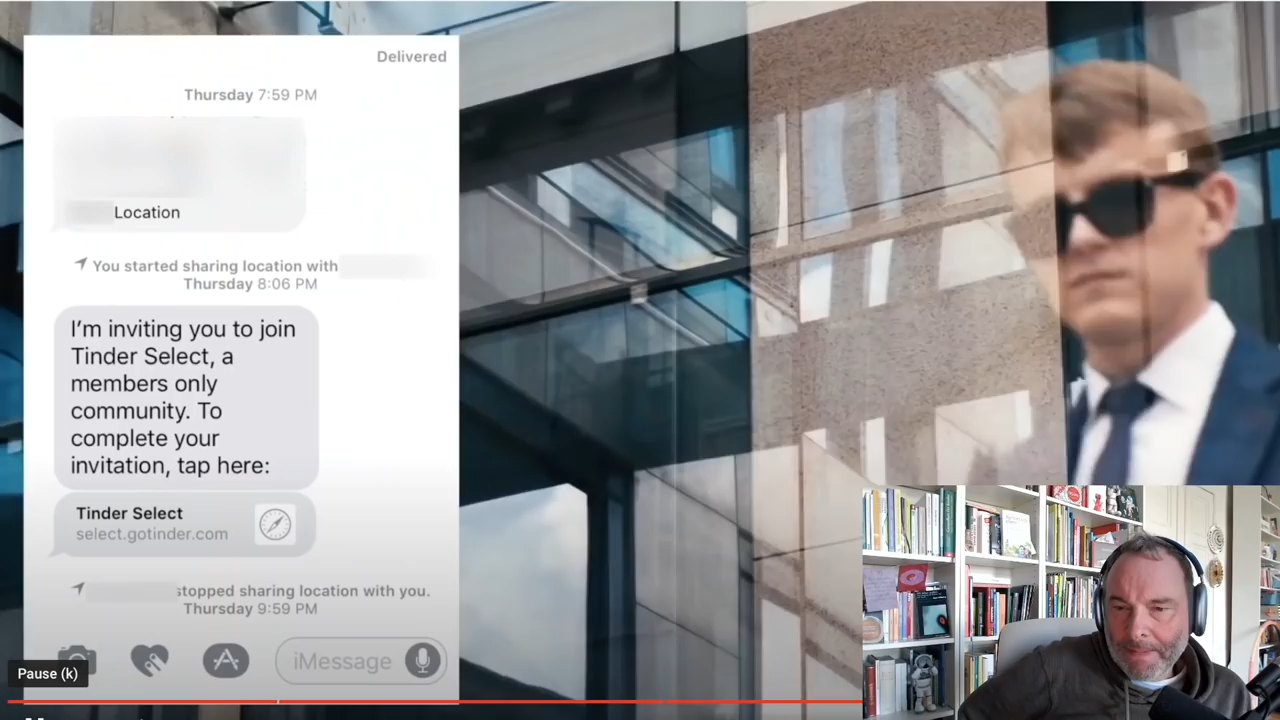 Delivered
Thursday 7:59 PM
Location
You started sharing location with
Thursday 8:06 PM
I'm inviting you to join
Tinder Select, a
members only
community. To
complete your
invitation, tap here:
Tinder Select
select.gotinder.com
stopped sharing location with you.
Thursday 9:59 PM
iMessage
Pause (k)